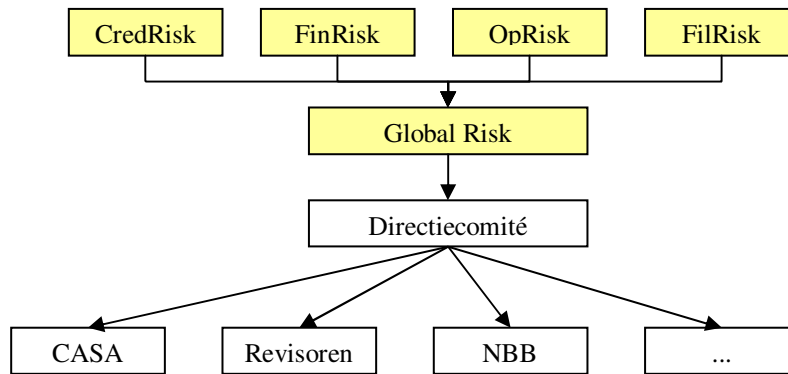 CredRisk FinRisk OpRisk FilRisk
Global Risk
Directiecomité
CASA Revisoren NBB ...